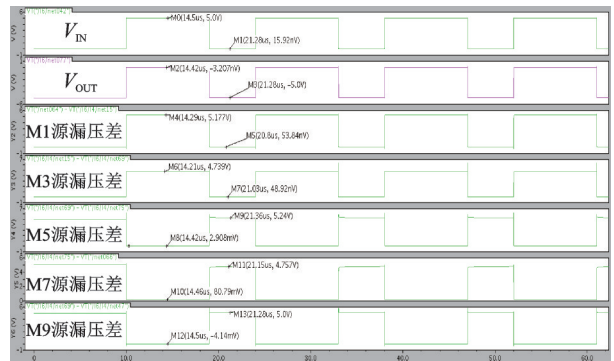 V_IN
M0(14.5us, 5.0V)
M1(21.28us, 15.92nV)
V_OUT
M2(14.42us, -3.207nV)
M3(21.28us, -5.0V)
M1源漏压差
M4(14.29us, 5.177V)
M5(20.8us, 53.84mV)
M3源漏压差
M6(14.21us, 4.739V)
M7(21.03us, 48.92nV)
M5源漏压差
M9(21.36us, 5.24V)
M8(14.42us, 2.908mV)
M7源漏压差
M11(21.15us, 4.757V)
M10(14.46us, 80.79mV)
M9源漏压差
M13(21.28us, 5.0V)
M12(14.5us, -4.14mV)
.0 10.0 20.0 30.0 40.0 50.0 60.0